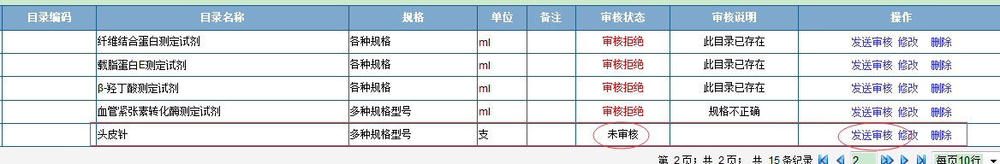 目录编码 目录名称 规格 单位 备注 审核状态 审核说明 操作
纤维结合蛋白测定试剂 各种规格 ml 审核拒绝 此目录已存在 发送审核 修改 删除
载脂蛋白E测定试剂 各种规格 ml 审核拒绝 此目录已存在 发送审核 修改 删除
β-羟丁酸测定试剂 各种规格 ml 审核拒绝 此目录已存在 发送审核 修改 删除
血管紧张素转化酶测定试剂 多种规格型号 ml 审核拒绝 规格不正确 发送审核 修改 删除
头皮针 多种规格型号 支 未审核 发送审核 修改 删除
第 2页；共 2页； 共 15条纪录 2 每页10行